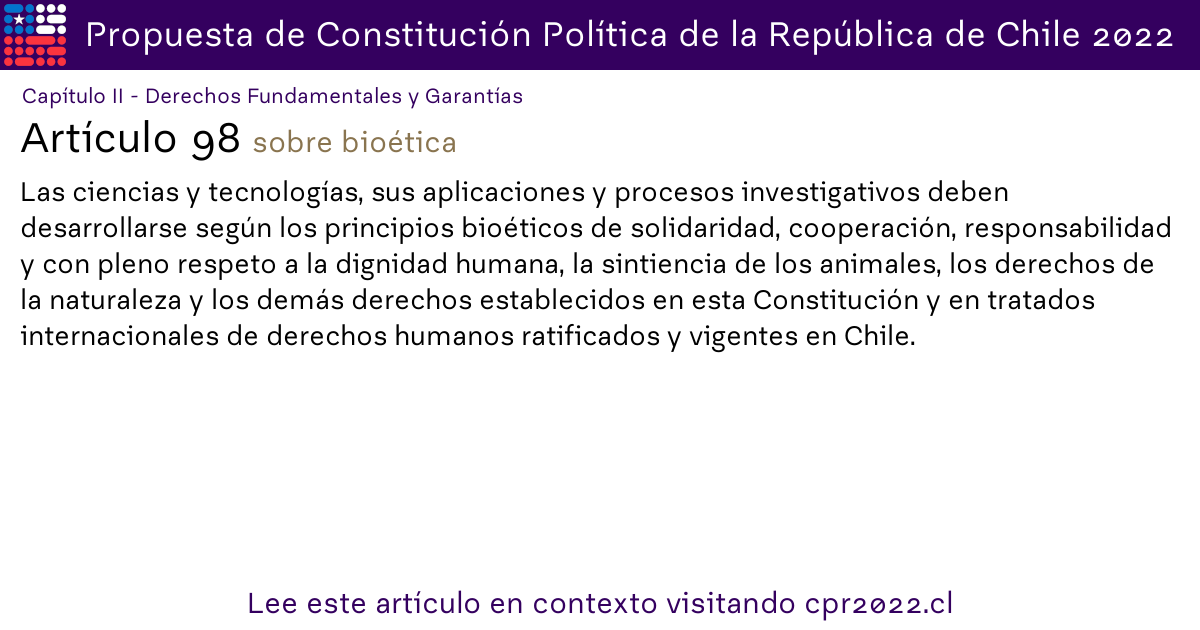 Propuesta de Constitución Política de la República de Chile 2022
Capítulo II - Derechos Fundamentales y Garantías
Artículo 98 sobre bioética
Las ciencias y tecnologías, sus aplicaciones y procesos investigativos deben
desarrollarse según los principios bioéticos de solidaridad, cooperación, responsabilidad
y con pleno respeto a la dignidad humana, la sintiencia de los animales, los derechos de
la naturaleza y los demás derechos establecidos en esta Constitución y en tratados
internacionales de derechos humanos ratificados y vigentes en Chile.
Lee este artículo en contexto visitando cpr2022.cl